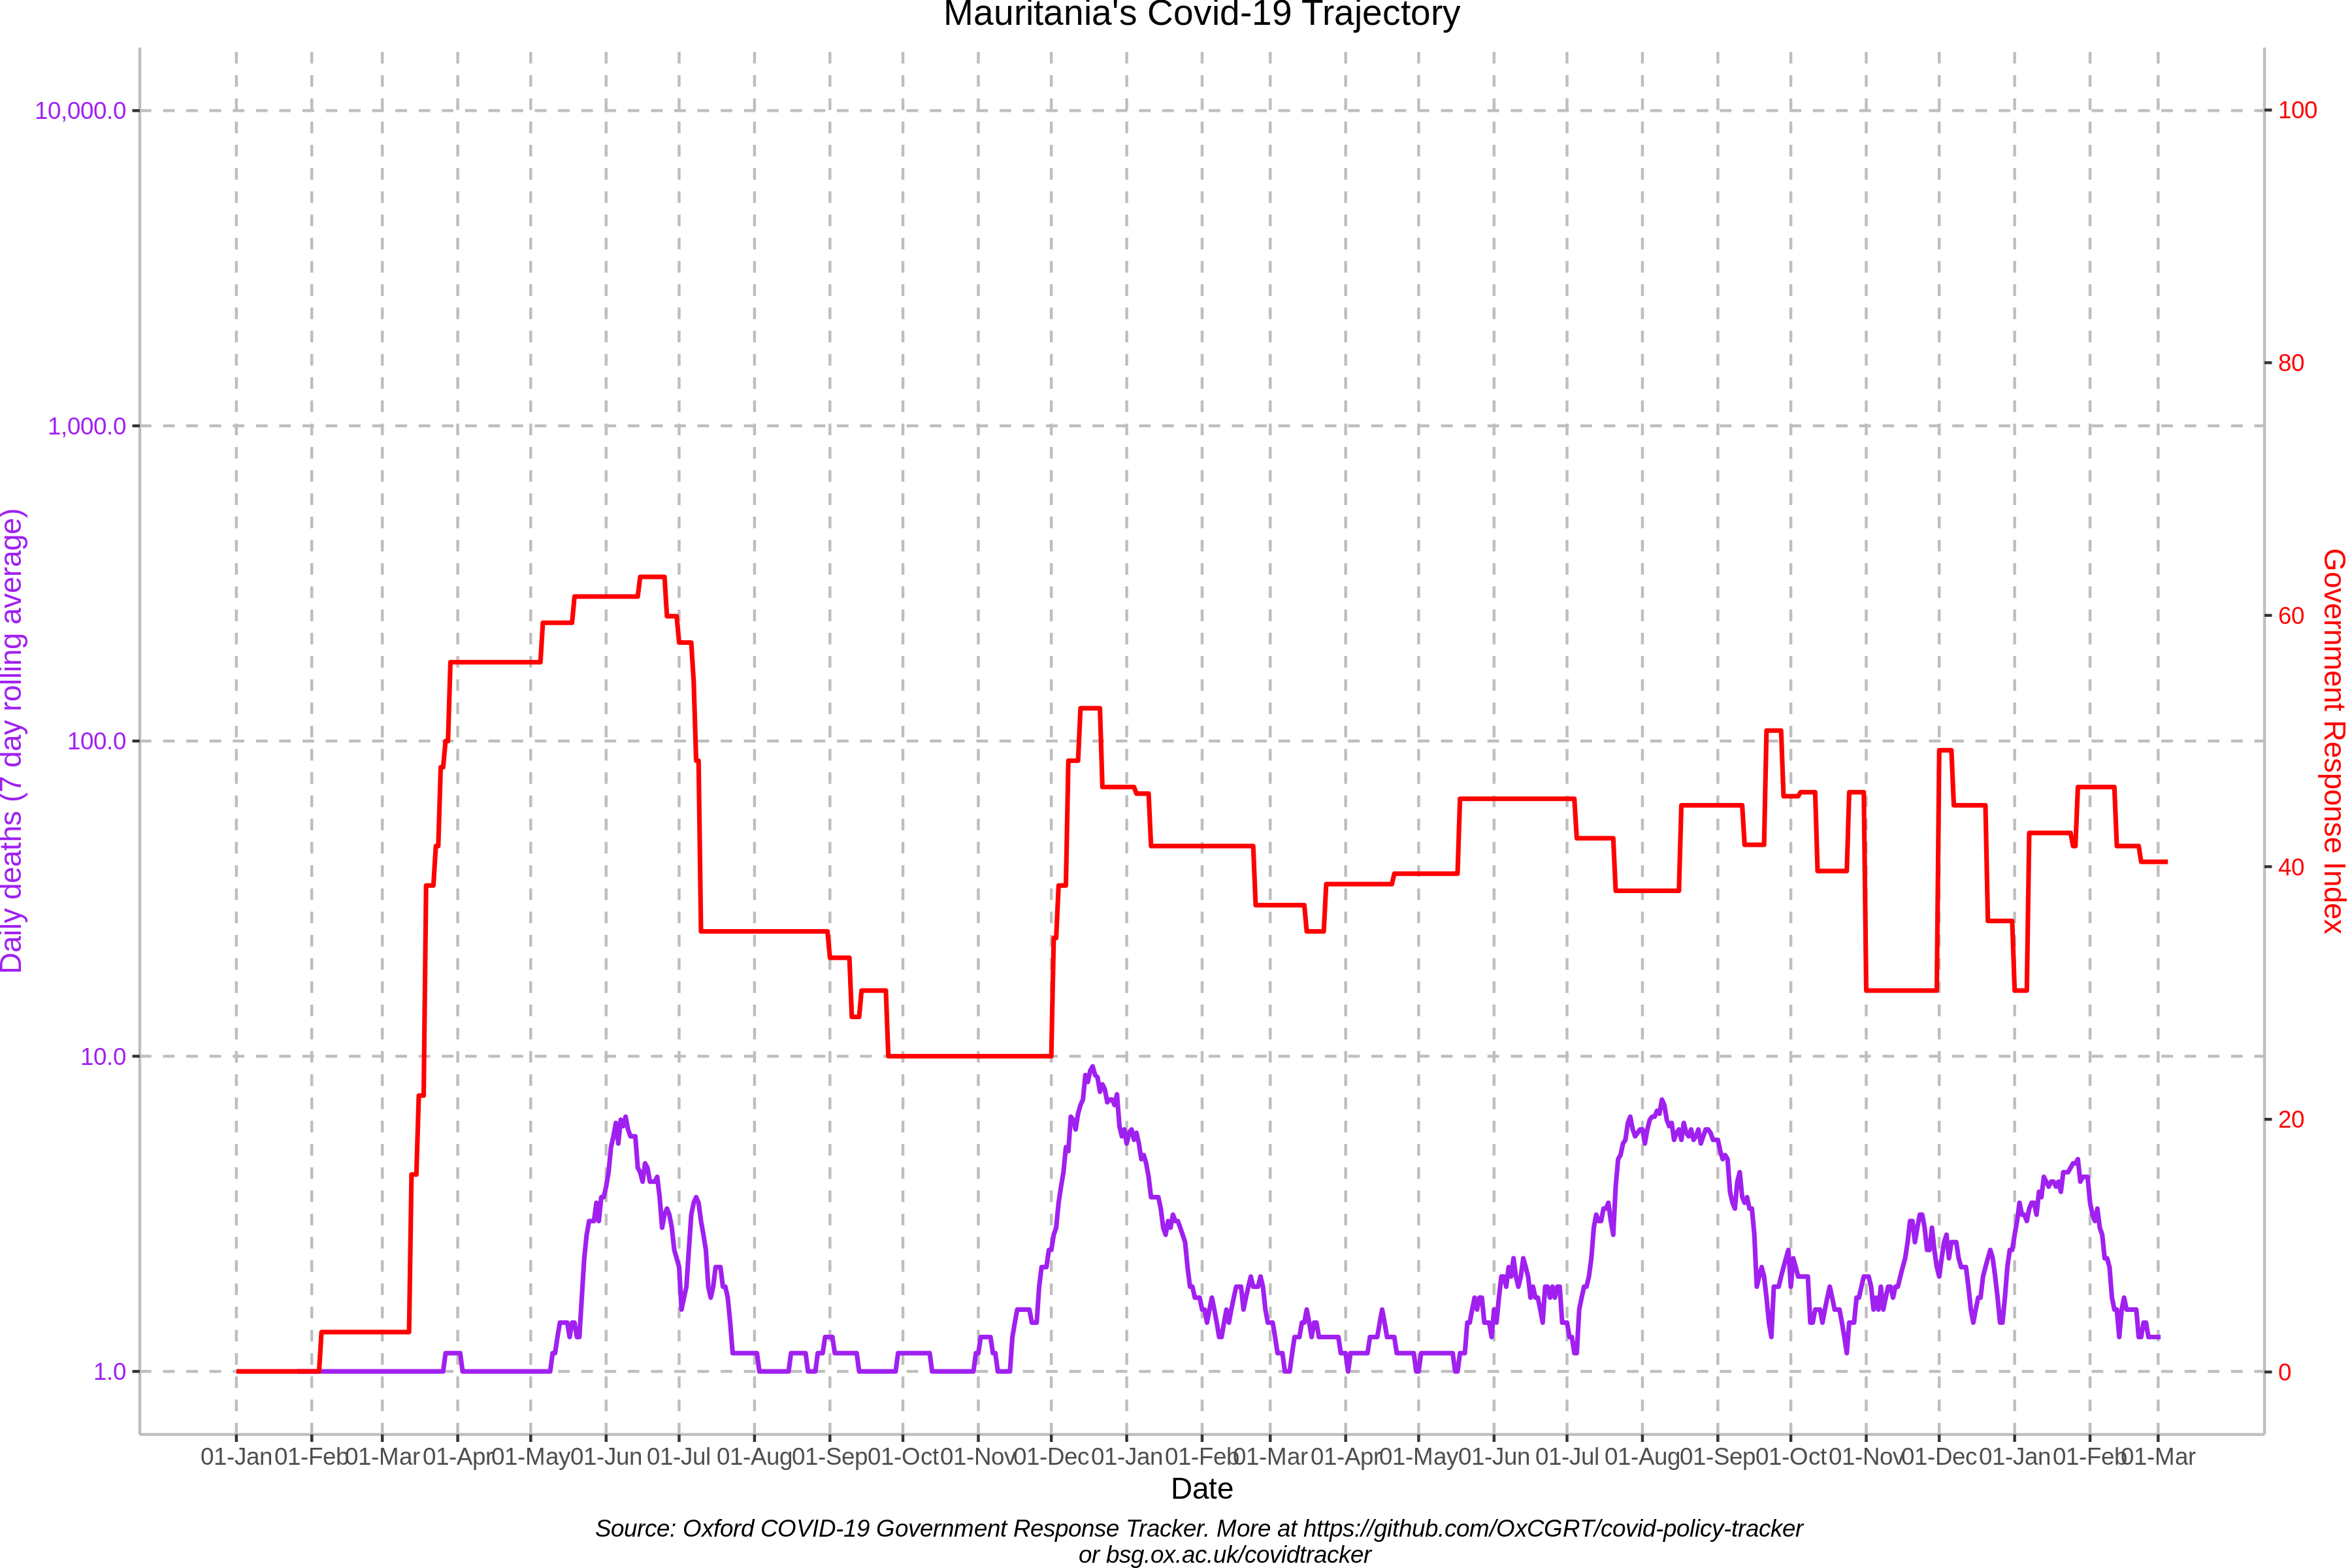 Mauritania's Covid-19 Trajectory
10,000.0
1,000.0
100.0
10.0
1.0
Daily deaths (7 day rolling average)
100
80
60
40
20
0
Government Response Index
01-Jan 01-Feb 01-Mar 01-Apr 01-May 01-Jun 01-Jul 01-Aug 01-Sep 01-Oct 01-Nov 01-Dec 01-Jan 01-Feb 01-Mar 01-Apr 01-May 01-Jun 01-Jul 01-Aug 01-Sep 01-Oct 01-Nov 01-Dec 01-Jan 01-Feb 01-Mar
Date
Source: Oxford COVID-19 Government Response Tracker. More at https://github.com/OxCGRT/covid-policy-tracker
or bsg.ox.ac.uk/covidtracker